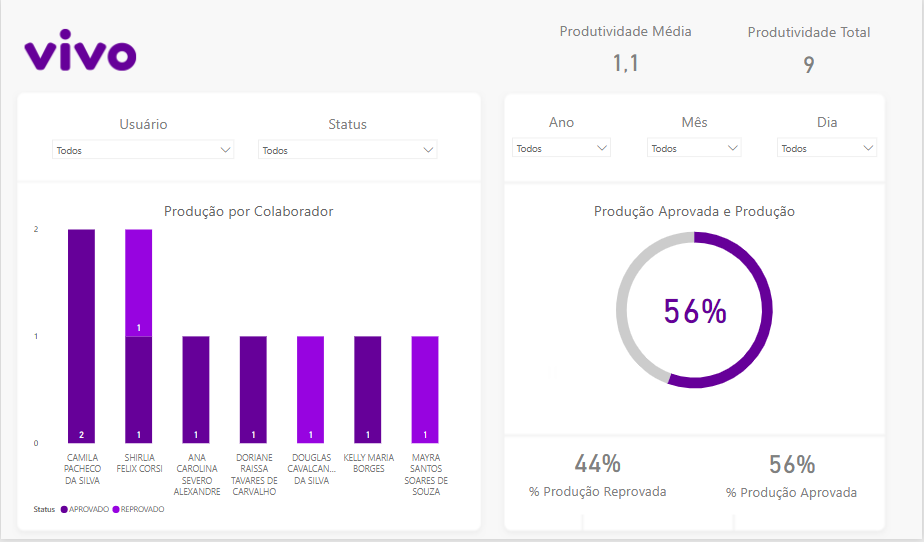 vivo
Produtividade Média
1,1
Produtividade Total
9
Usuário
Todos
Status
Todos
Ano
Todos
Mês
Todos
Dia
Todos
Produção por Colaborador
2
1
0
2
1
1
1
1
1
1
1
CAMILA
PACHECO
DA SILVA
SHIRLIA
FELIX CORSI
ANA
CAROLINA
SEVERO
ALEXANDRE
DORIANE
RAISSA
TAVARES DE
CARVALHO
DOUGLAS
CAVALCAN...
DA SILVA
KELLY MARIA
BORGES
MAYRA
SANTOS
SOARES DE
SOUZA
Status APROVADO REPROVADO
Produção Aprovada e Produção
56%
44%
% Produção Reprovada
56%
% Produção Aprovada